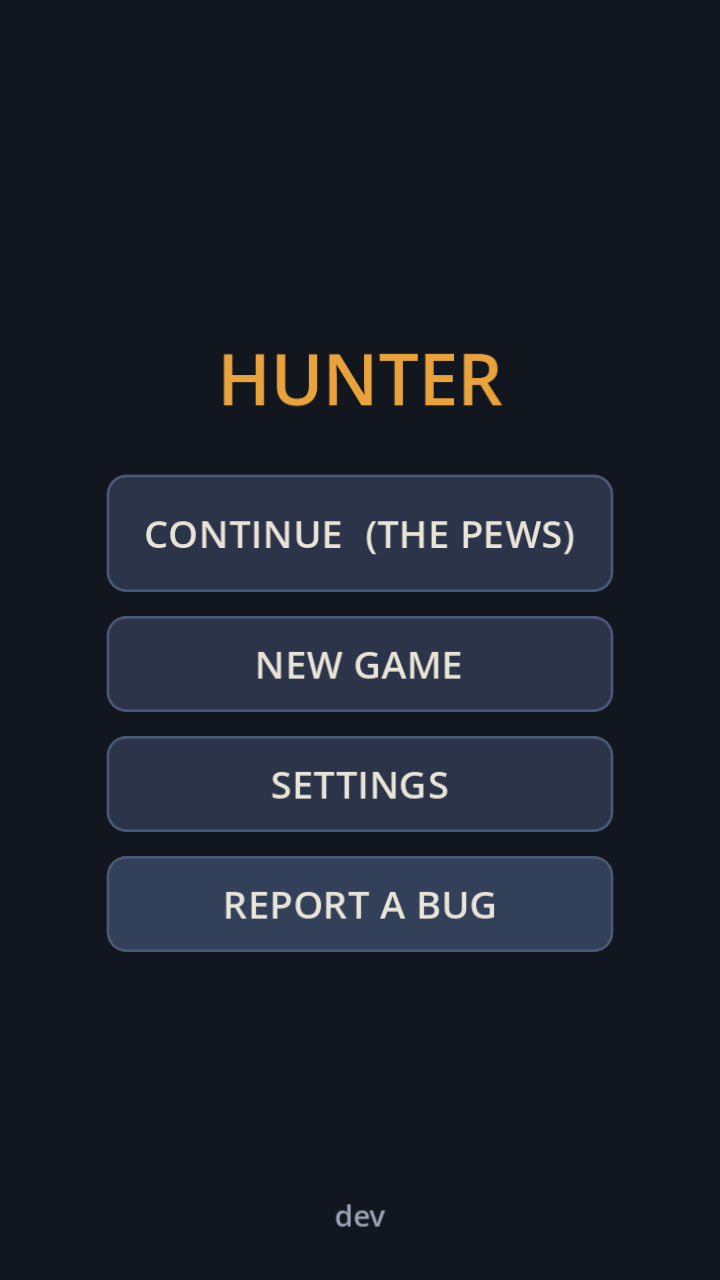 HUNTER
CONTINUE  (THE PEWS)
NEW GAME
SETTINGS
REPORT A BUG
dev